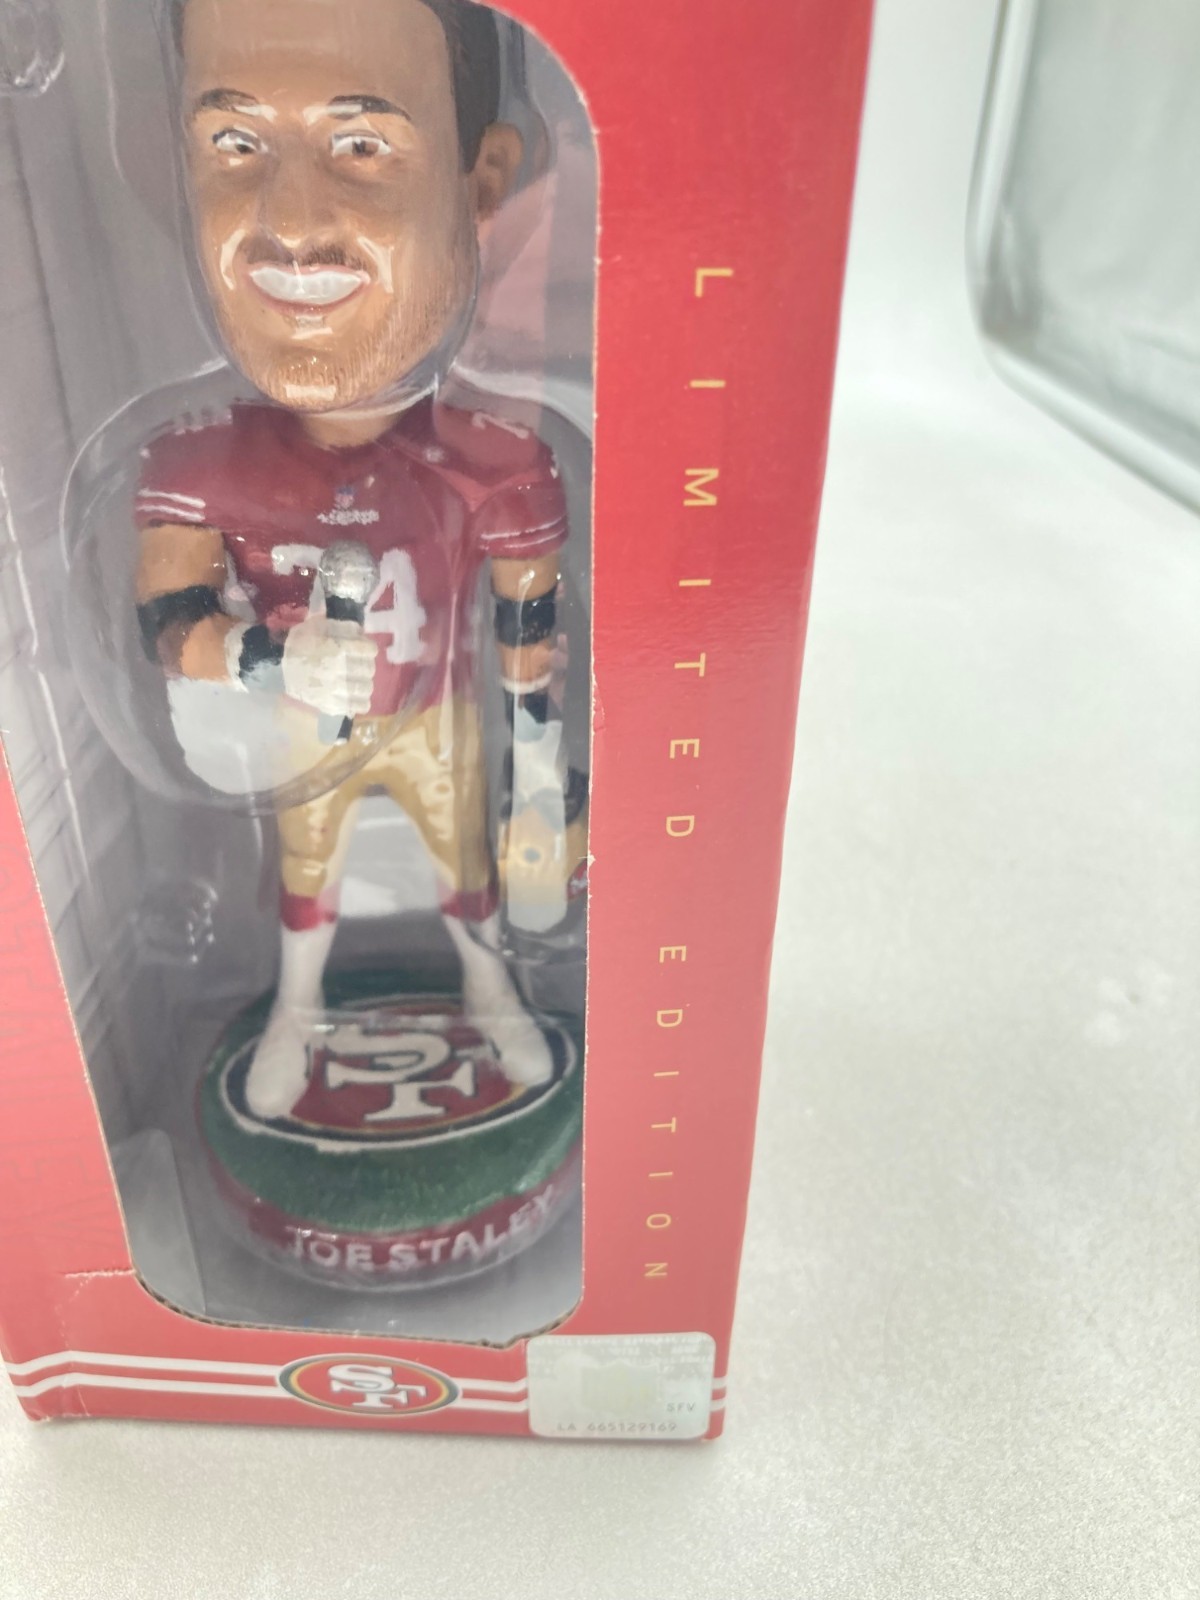 LIMITED EDITION
74
SF
JOE STALEY
SF
SFV
LA 665129169